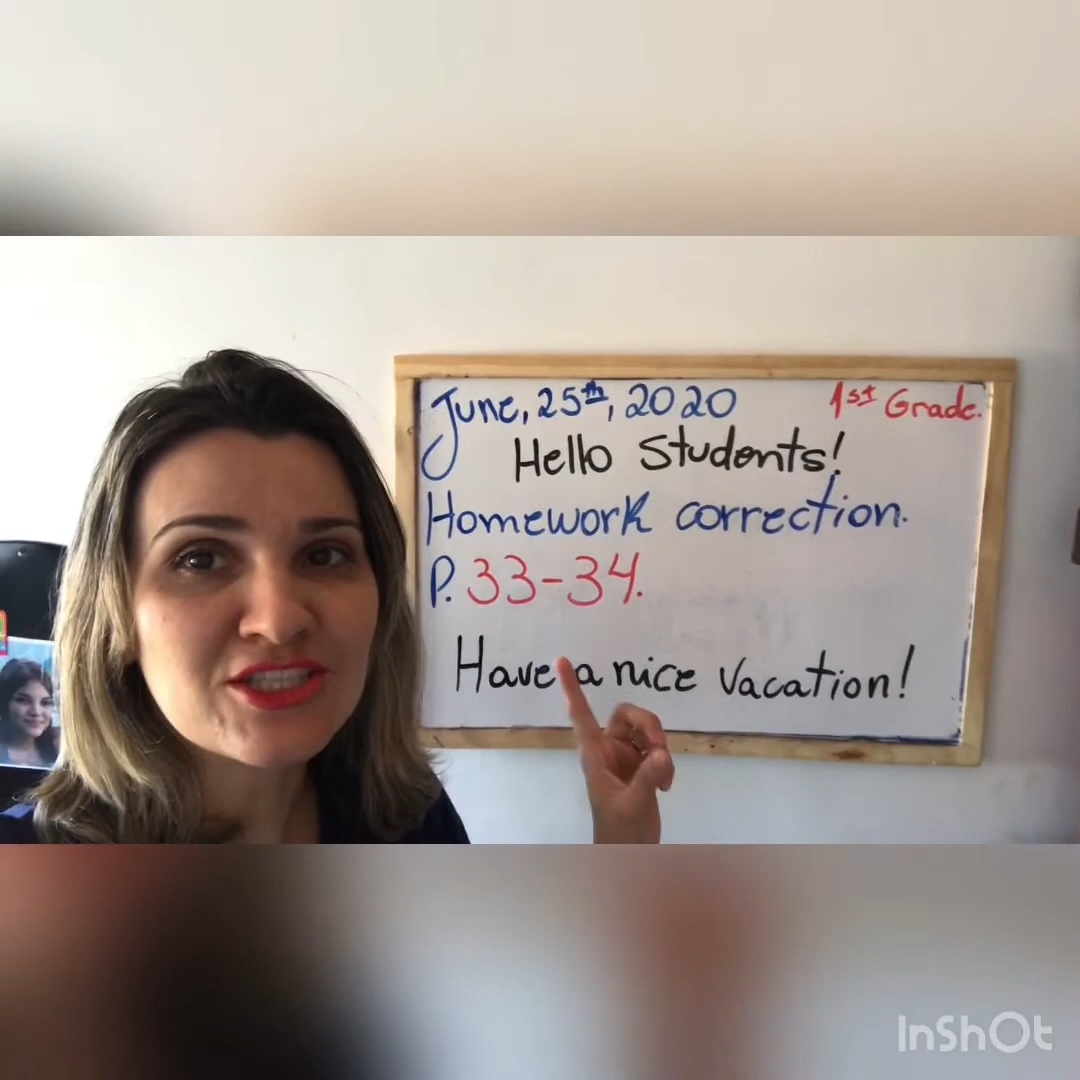 June, 25th, 2020
1st Grade.
Hello Students!
Homework correction.
P. 33-34.
Have a nice vacation!
InShOt